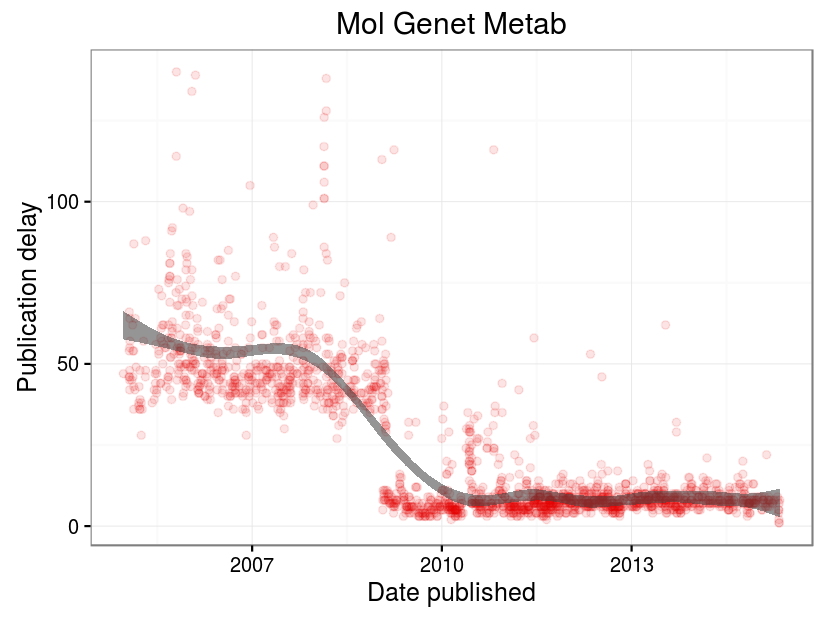 Mol Genet Metab
Publication delay
100
50
0
2007 2010 2013
Date published